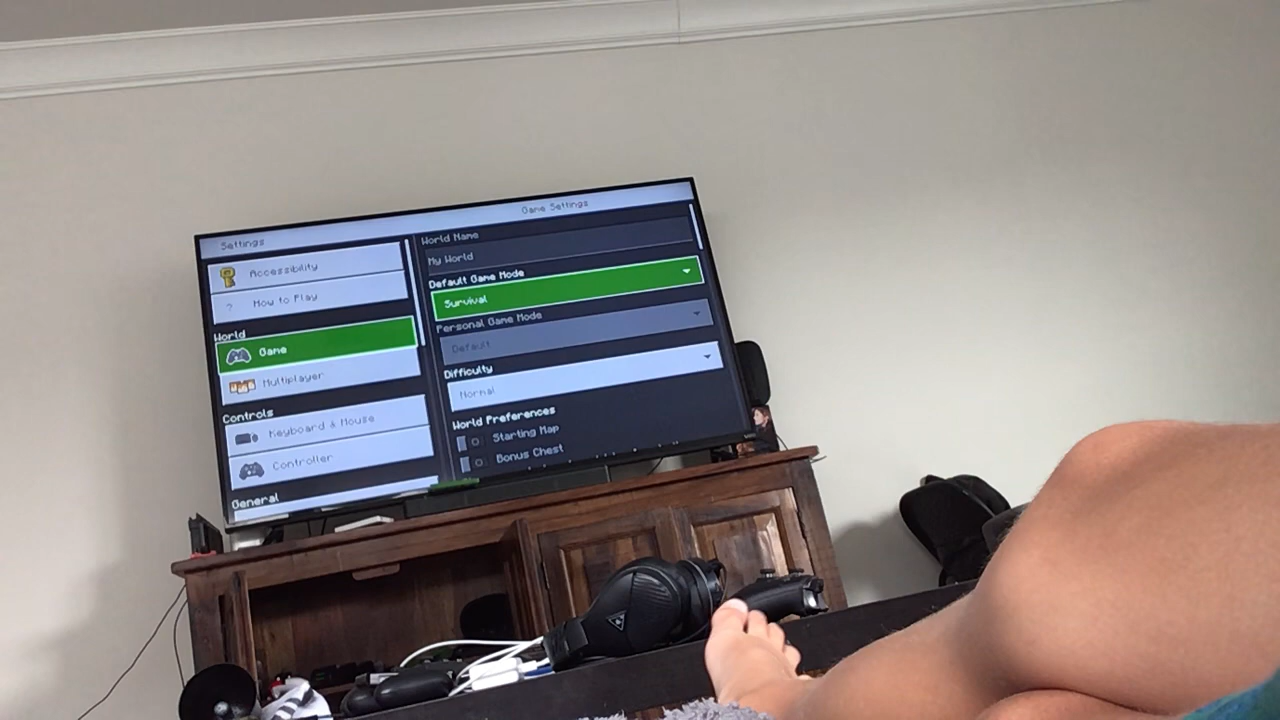 Settings
Game Settings
Accessibility
? How to Play
World
Game
Multiplayer
Controls
Keyboard & Mouse
Controller
General
World Name
My World
Default Game Mode
Survival
Personal Game Mode
Default
Difficulty
Normal
World Preferences
Starting Map
Bonus Chest